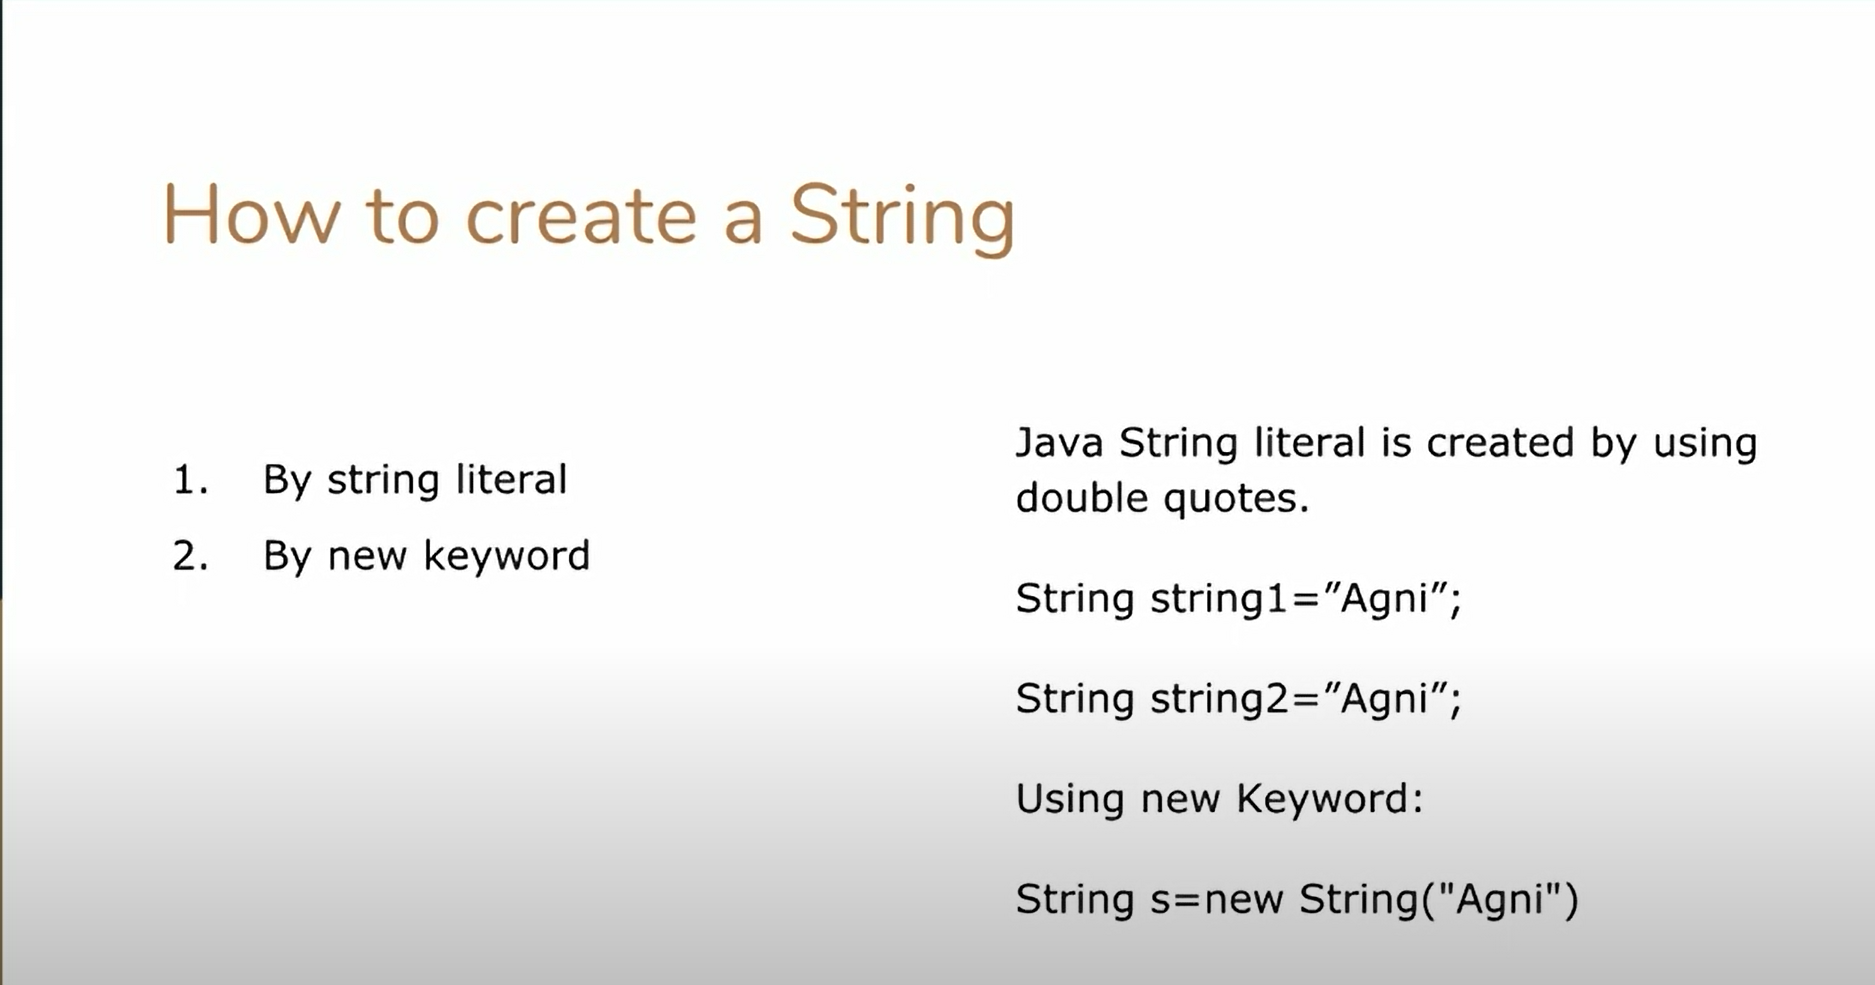 How to create a String
1. By string literal
2. By new keyword
Java String literal is created by using
double quotes.
String string1=”Agni”;
String string2=”Agni”;
Using new Keyword:
String s=new String("Agni")